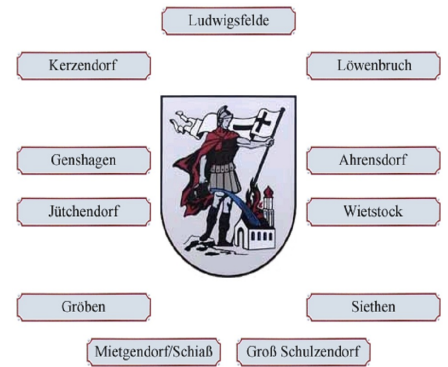 Ludwigsfelde
Kerzendorf
Löwenbruch
Genshagen
Ahrensdorf
Jütchendorf
Wietstock
Gröben
Siethen
Mietgendorf/Schiaß
Groß Schulzendorf